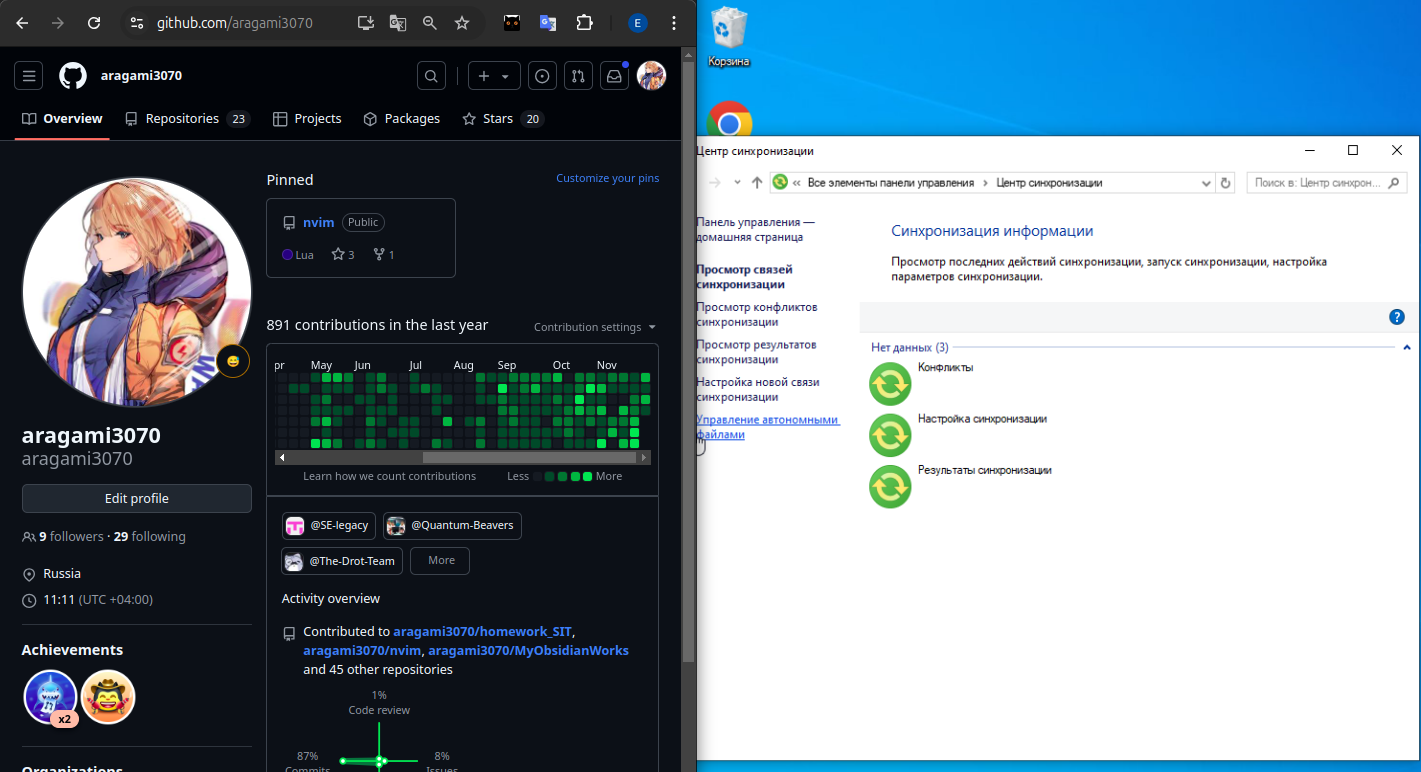 github.com/aragami3070
E
aragami3070
Overview
Repositories 23
Projects
Packages
Stars 20
Pinned
Customize your pins
nvim Public
Lua 3 1
891 contributions in the last year
Contribution settings
pr May Jun Jul Aug Sep Oct Nov
Learn how we count contributions
Less More
aragami3070
aragami3070
Edit profile
9 followers · 29 following
Russia
11:11 (UTC +04:00)
Achievements
x2
Organizations
@SE-legacy
@Quantum-Beavers
@The-Drot-Team
More
Activity overview
Contributed to aragami3070/homework_SIT,
aragami3070/nvim, aragami3070/MyObsidianWorks
and 45 other repositories
1%
Code review
87%
Commits
8%
Issues
Корзина
Центр синхронизации
« Все элементы панели управления › Центр синхронизации
Поиск в: Центр синхрон...
Панель управления —
домашняя страница
Просмотр связей
синхронизации
Просмотр конфликтов
синхронизации
Просмотр результатов
синхронизации
Настройка новой связи
синхронизации
Управление автономными
файлами
Синхронизация информации
Просмотр последних действий синхронизации, запуск синхронизации, настройка
параметров синхронизации.
?
Нет данных (3)
Конфликты
Настройка синхронизации
Результаты синхронизации